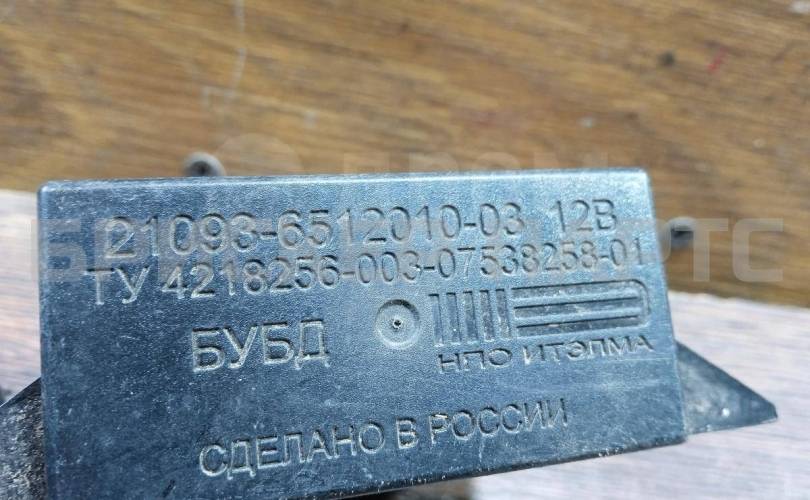 21093-6512010-03 12В
ТУ 4218256-003-07538258-01
БУБД
НПО ИТЭЛМА
СДЕЛАНО В РОССИИ